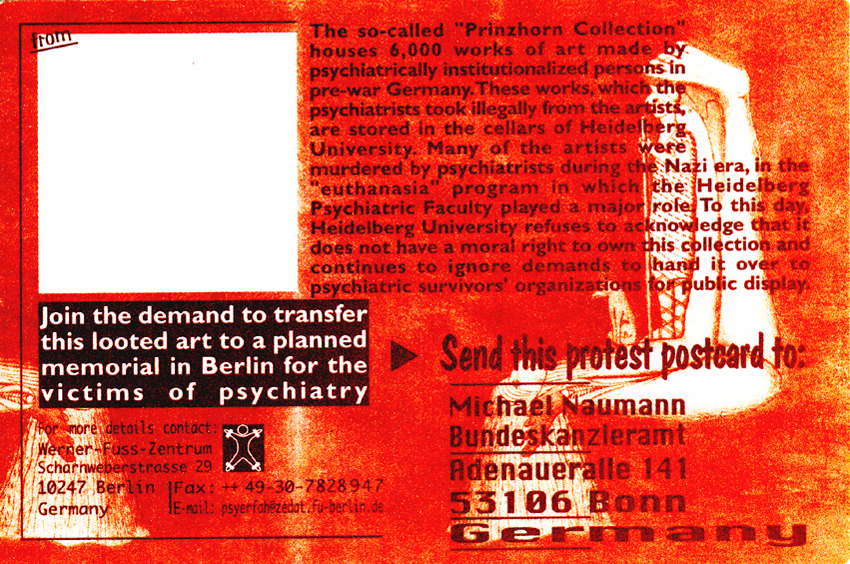 from
The so-called "Prinzhorn Collection"
houses 6,000 works of art made by
psychiatrically institutionalized persons in
pre-war Germany. These works, which the
psychiatrists took illegally from the artists,
are stored in the cellars of Heidelberg
University. Many of the artists were
murdered by psychiatrists during the Nazi era, in the
"euthanasia" program in which the Heidelberg
Psychiatric Faculty played a major role. To this day,
Heidelberg University refuses to acknowledge that it
does not have a moral right to own this collection and
continues to ignore demands to hand it over to
psychiatric survivors' organizations for public display.
Join the demand to transfer
this looted art to a planned
memorial in Berlin for the
victims of psychiatry
Send this protest postcard to:
Michael Naumann
Bundeskanzleramt
Adenaueralle 141
53106 Bonn
Germany
For more details contact:
Werner-Fuss-Zentrum
Scharnweberstrasse 29
10247 Berlin
Germany
Fax: ++ 49-30-7828947
E-mail: psyerfah@zedat.fu-berlin.de